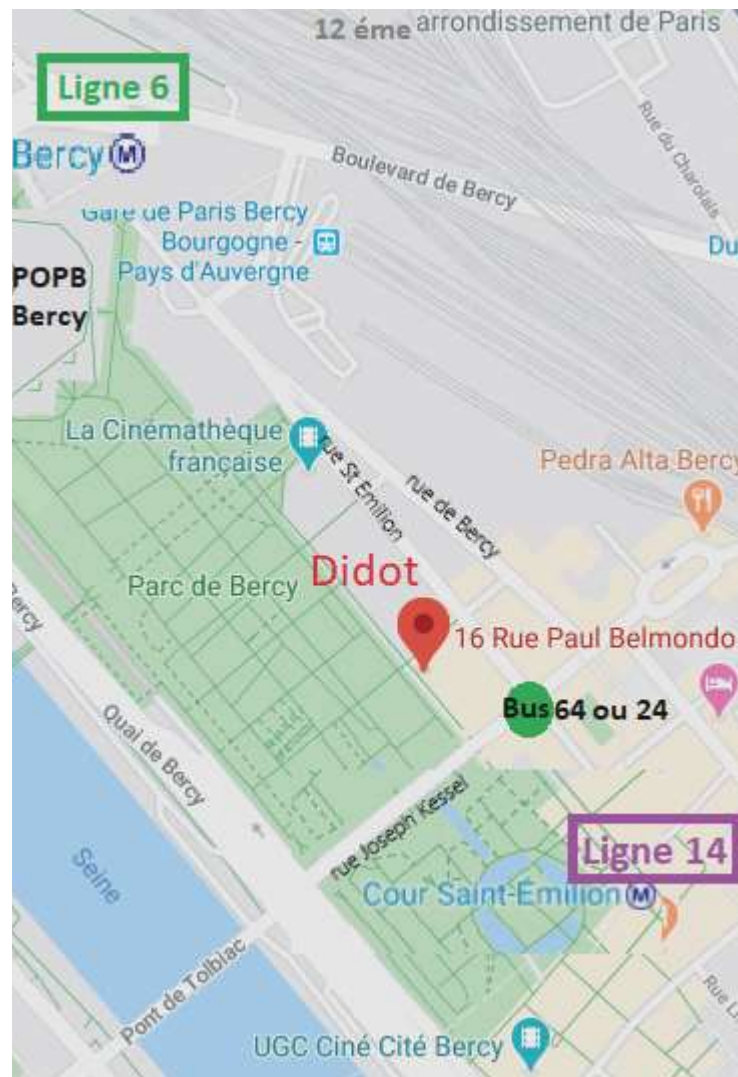 12 éme arrondissement de Paris
Ligne 6
Rue du Charolais
Bercy M
Boulevard de Bercy
Gare de Paris Bercy
Bourgogne -
Pays d'Auvergne
Du
POPB
Bercy
La Cinémathèque
française
rue St Emilion
rue de Bercy
Pedra Alta Bercy
Didot
Parc de Bercy
Bercy
16 Rue Paul Belmondo
Bus 64 ou 24
Quai de Bercy
rue Joseph Kessel
Ligne 14
Seine
Cour Saint-Émilion M
Pont de Tolbiac
Rue L
UGC Ciné Cité Bercy